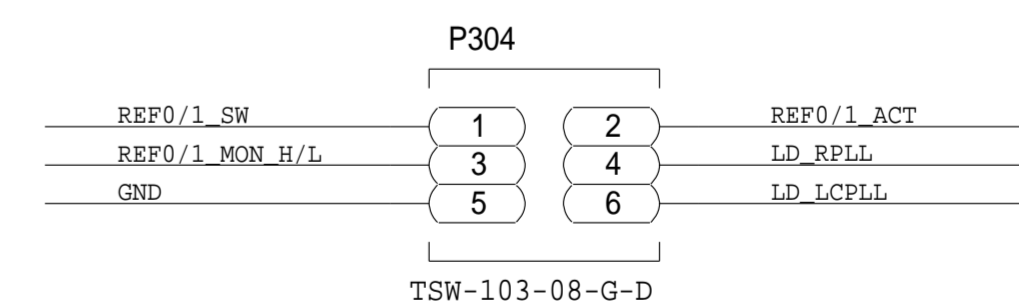 P304
REF0/1_SW 1 2 REF0/1_ACT
REF0/1_MON_H/L 3 4 LD_RPLL
GND 5 6 LD_LCPLL
TSW-103-08-G-D